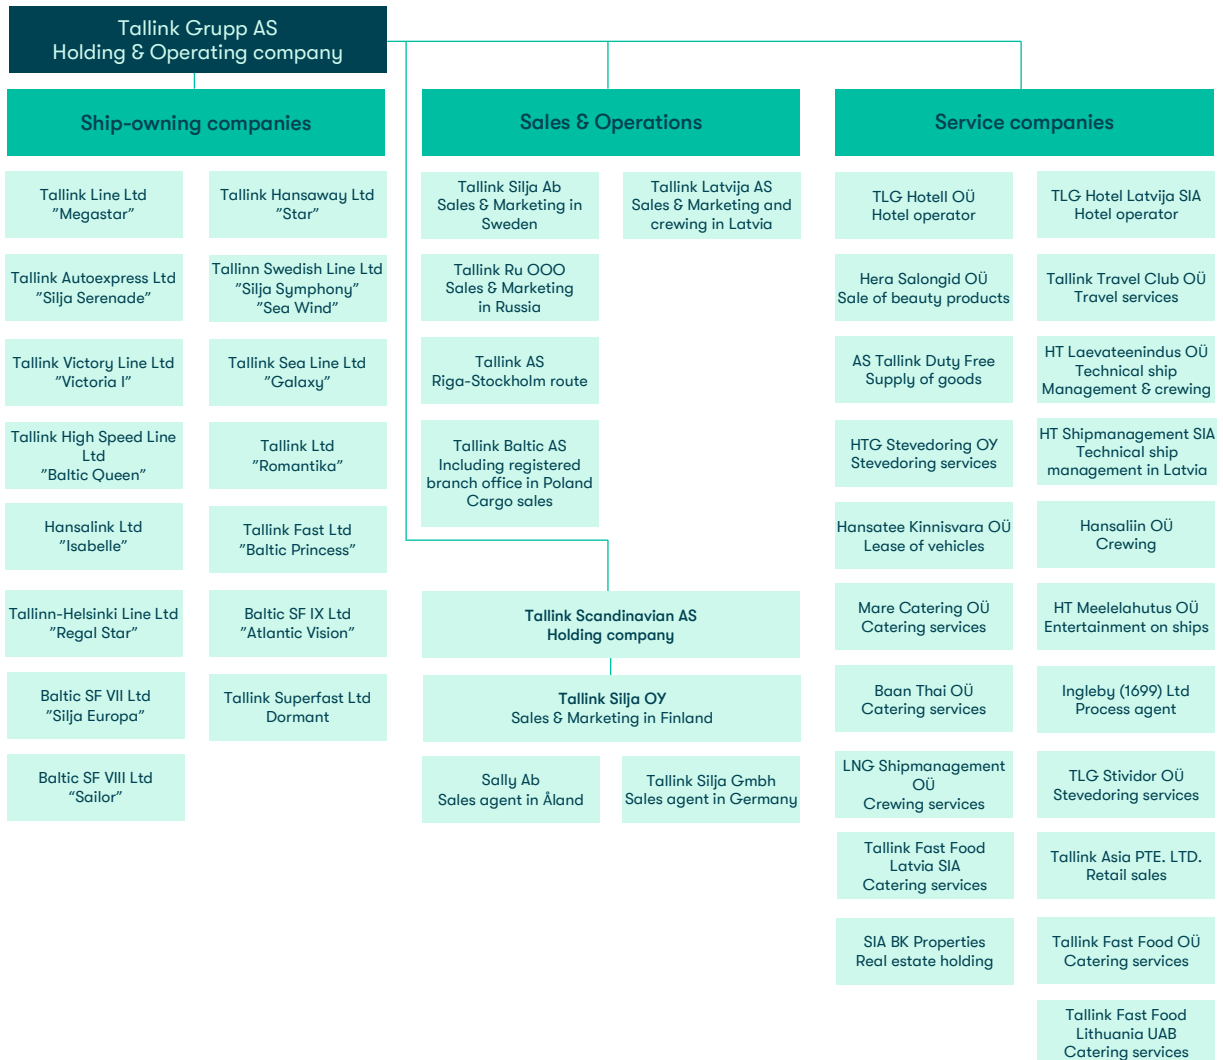 Tallink Grupp AS
Holding & Operating company
Ship-owning companies
Tallink Line Ltd
"Megastar"
Tallink Hansaway Ltd
"Star"
Tallink Autoexpress Ltd
"Silja Serenade"
Tallinn Swedish Line Ltd
"Silja Symphony"
"Sea Wind"
Tallink Victory Line Ltd
"Victoria I"
Tallink Sea Line Ltd
"Galaxy"
Tallink High Speed Line
Ltd
"Baltic Queen"
Tallink Ltd
"Romantika"
Hansalink Ltd
"Isabelle"
Tallink Fast Ltd
"Baltic Princess"
Tallinn-Helsinki Line Ltd
"Regal Star"
Baltic SF IX Ltd
"Atlantic Vision"
Baltic SF VII Ltd
"Silja Europa"
Tallink Superfast Ltd
Dormant
Baltic SF VIII Ltd
"Sailor"
Sales & Operations
Tallink Silja Ab
Sales & Marketing in
Sweden
Tallink Latvija AS
Sales & Marketing and
crewing in Latvia
Tallink Ru OOO
Sales & Marketing
in Russia
Tallink AS
Riga-Stockholm route
Tallink Baltic AS
Including registered
branch office in Poland
Cargo sales
Tallink Scandinavian AS
Holding company
Tallink Silja OY
Sales & Marketing in Finland
Sally Ab
Sales agent in Åland
Tallink Silja Gmbh
Sales agent in Germany
Service companies
TLG Hotell OÜ
Hotel operator
TLG Hotel Latvija SIA
Hotel operator
Hera Salongid OÜ
Sale of beauty products
Tallink Travel Club OÜ
Travel services
AS Tallink Duty Free
Supply of goods
HT Laevateenindus OÜ
Technical ship
Management & crewing
HTG Stevedoring OY
Stevedoring services
HT Shipmanagement SIA
Technical ship
management in Latvia
Hansatee Kinnisvara OÜ
Lease of vehicles
Hansaliin OÜ
Crewing
Mare Catering OÜ
Catering services
HT Meelelahutus OÜ
Entertainment on ships
Baan Thai OÜ
Catering services
Ingleby (1699) Ltd
Process agent
LNG Shipmanagement
OÜ
Crewing services
TLG Stividor OÜ
Stevedoring services
Tallink Fast Food
Latvia SIA
Catering services
Tallink Asia PTE. LTD.
Retail sales
SIA BK Properties
Real estate holding
Tallink Fast Food OÜ
Catering services
Tallink Fast Food
Lithuania UAB
Catering services